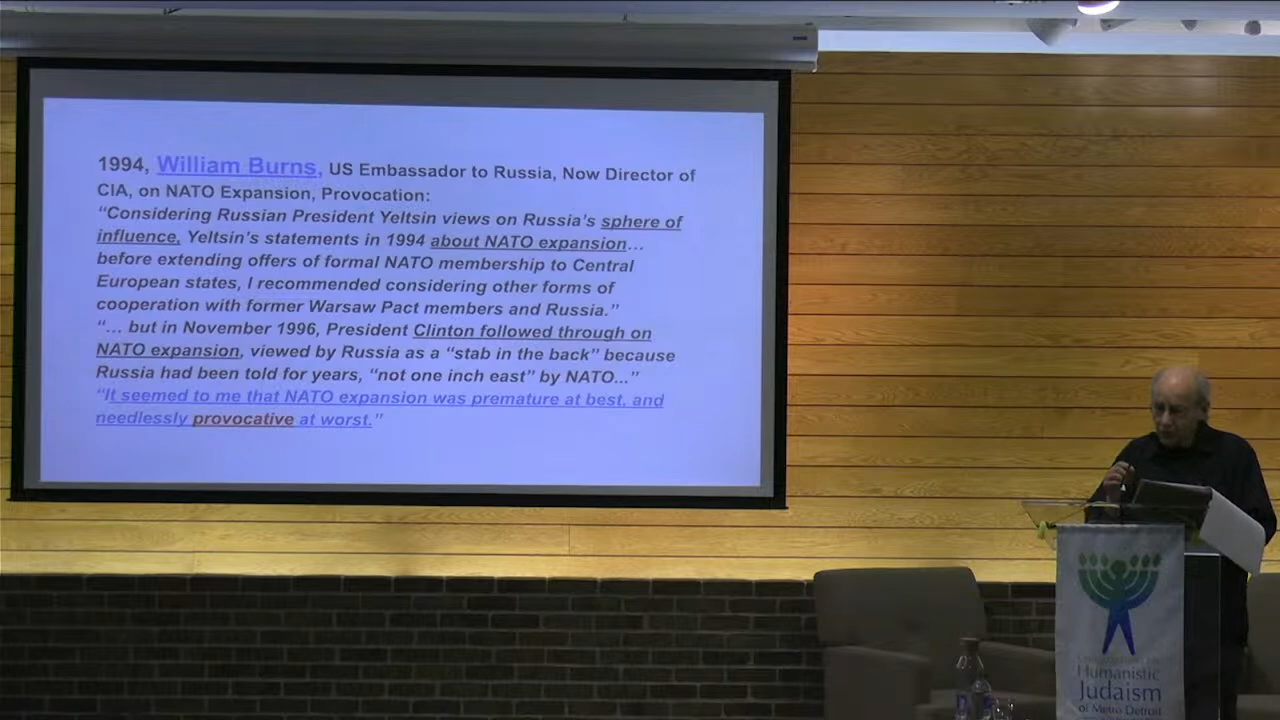 1994, William Burns, US Embassador to Russia, Now Director of
CIA, on NATO Expansion, Provocation:
“Considering Russian President Yeltsin views on Russia’s sphere of
influence, Yeltsin’s statements in 1994 about NATO expansion…
before extending offers of formal NATO membership to Central
European states, I recommended considering other forms of
cooperation with former Warsaw Pact members and Russia.”
“… but in November 1996, President Clinton followed through on
NATO expansion, viewed by Russia as a “stab in the back” because
Russia had been told for years, “not one inch east” by NATO...”
“It seemed to me that NATO expansion was premature at best, and
needlessly provocative at worst.”
Humanistic
Judaism
of Metro Detroit